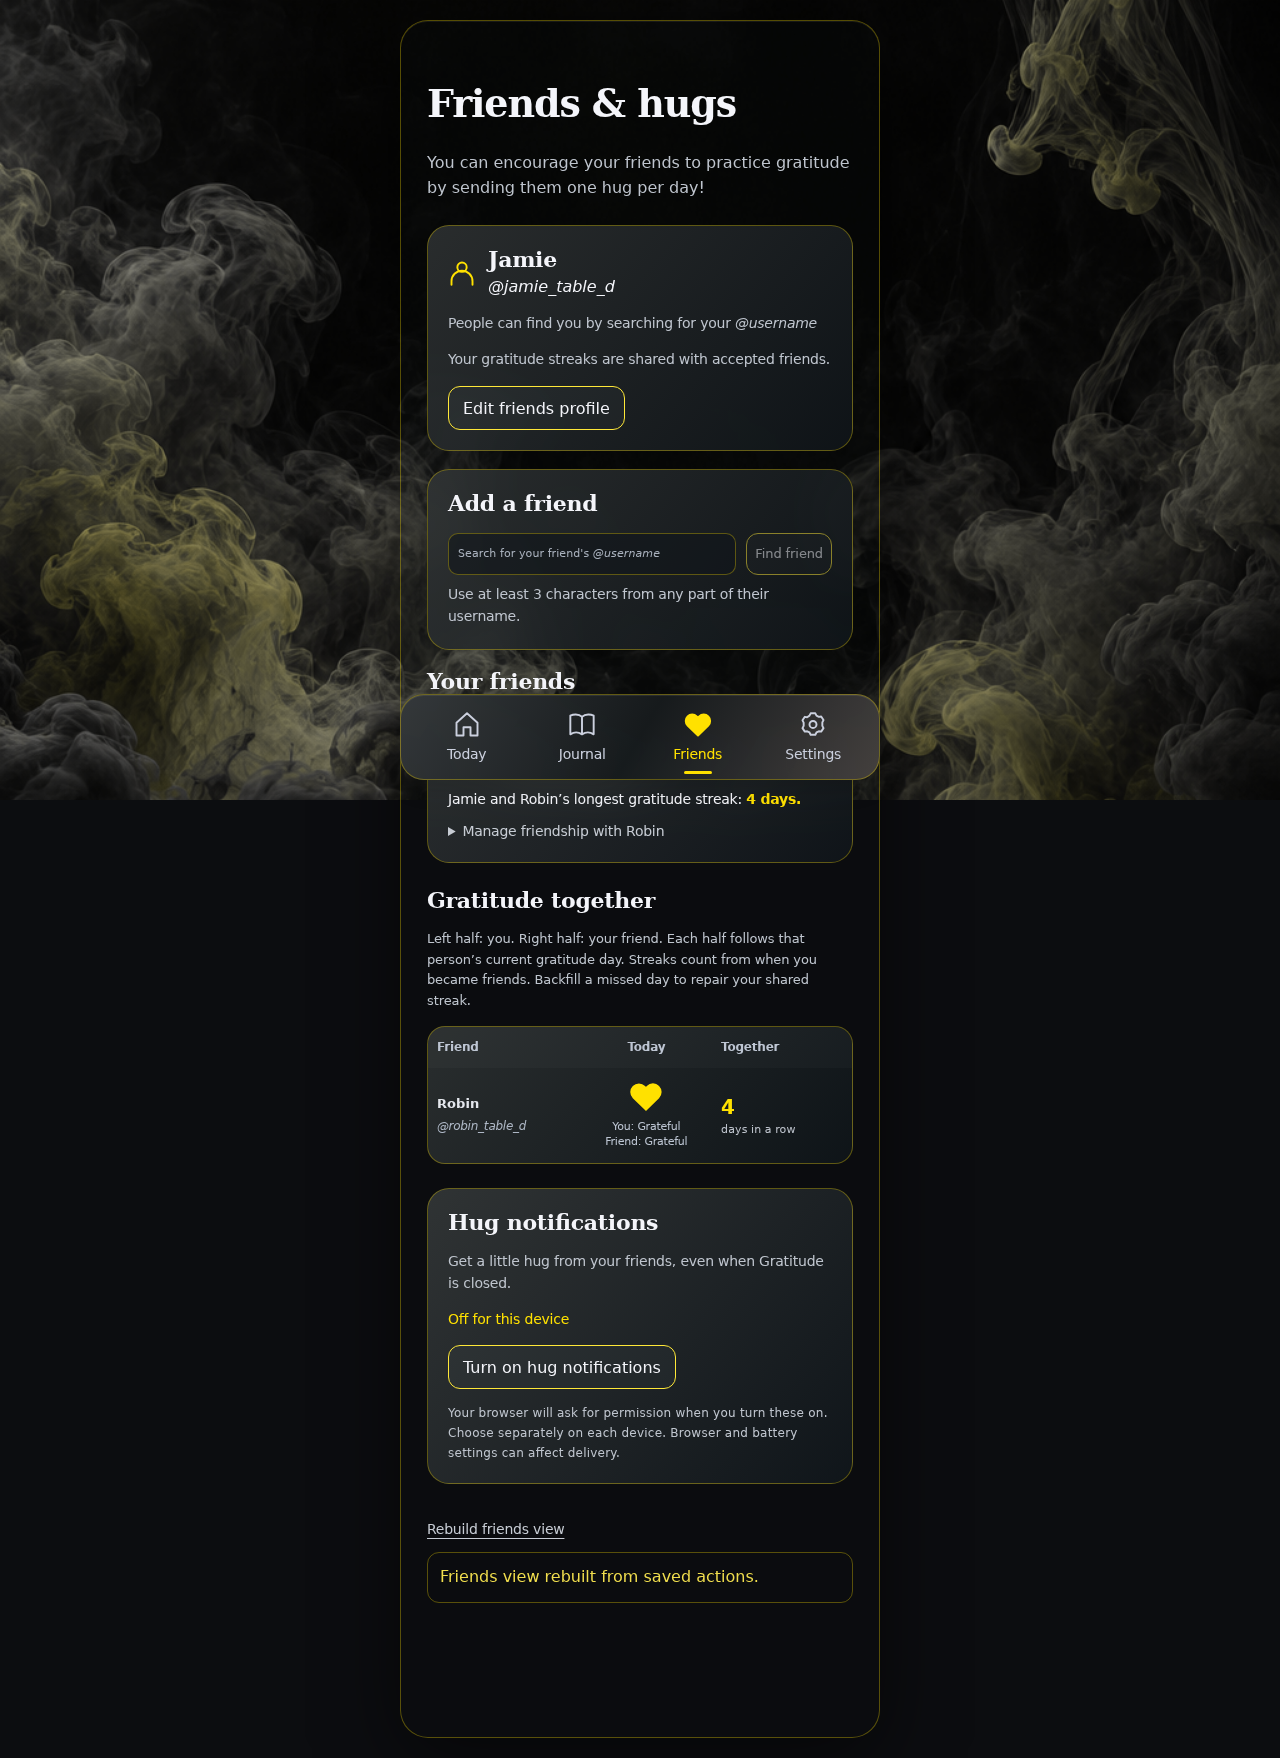 Friends & hugs
You can encourage your friends to practice gratitude
by sending them one hug per day!
Jamie
@jamie_table_d
People can find you by searching for your @username
Your gratitude streaks are shared with accepted friends.
Edit friends profile
Add a friend
Search for your friend's @username
Find friend
Use at least 3 characters from any part of their
username.
Your friends
Today
Journal
Friends
Settings
Jamie and Robin’s longest gratitude streak: 4 days.
Manage friendship with Robin
Gratitude together
Left half: you. Right half: your friend. Each half follows that
person’s current gratitude day. Streaks count from when you
became friends. Backfill a missed day to repair your shared
streak.
Friend Today Together
Robin
@robin_table_d
You: Grateful
Friend: Grateful
4
days in a row
Hug notifications
Get a little hug from your friends, even when Gratitude
is closed.
Off for this device
Turn on hug notifications
Your browser will ask for permission when you turn these on.
Choose separately on each device. Browser and battery
settings can affect delivery.
Rebuild friends view
Friends view rebuilt from saved actions.